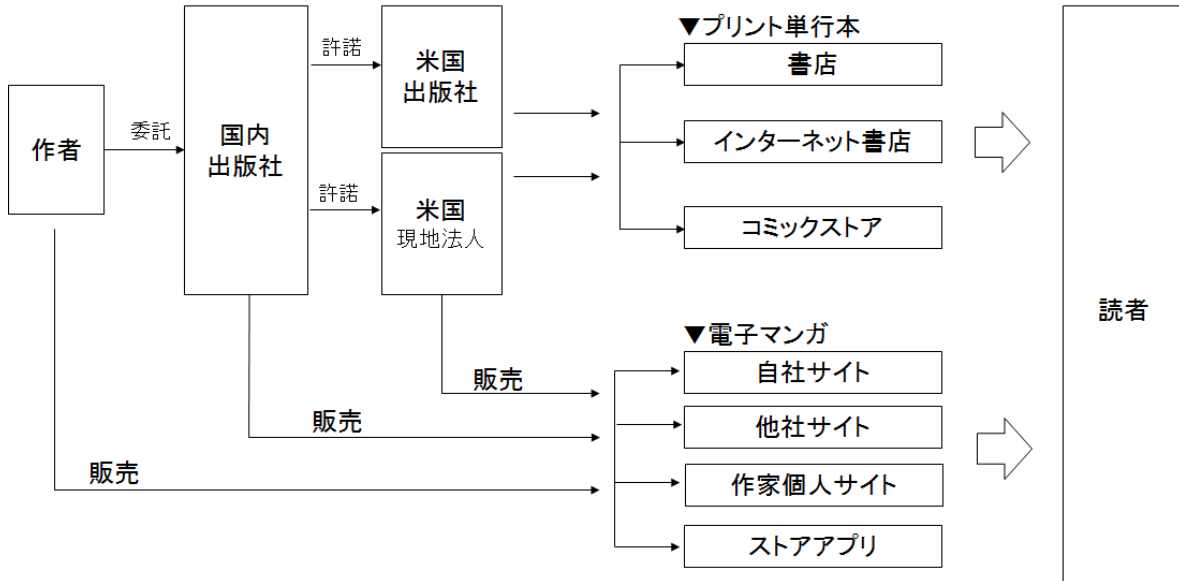 作者
委託
国内
出版社
許諾
許諾
米国
出版社
米国
現地法人
▼プリント単行本
書店
インターネット書店
コミックストア
▼電子マンガ
自社サイト
他社サイト
作家個人サイト
ストアアプリ
販売
販売
販売
読者